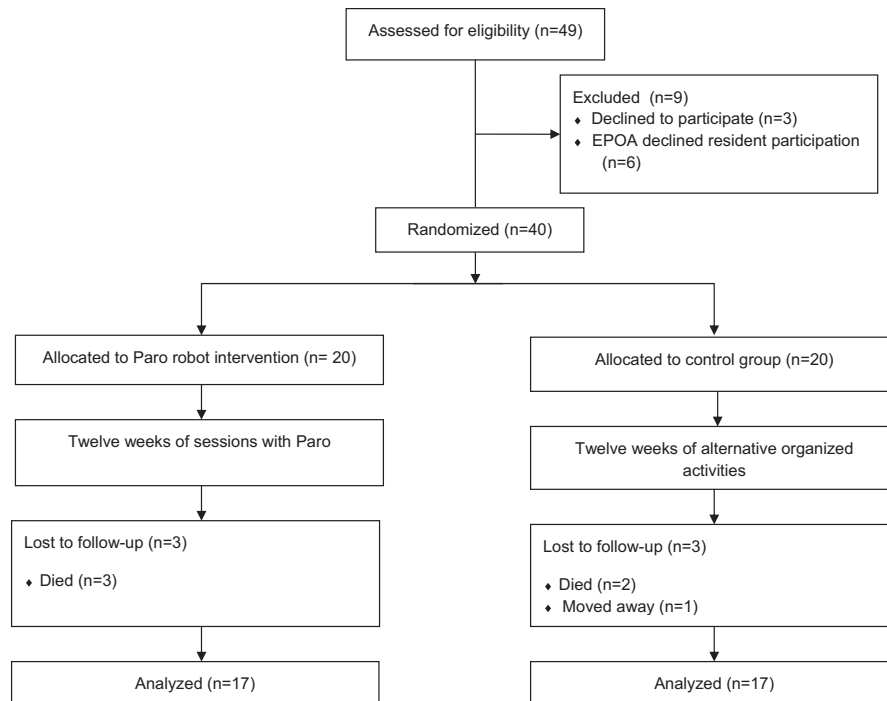 Assessed for eligibility (n=49)
Excluded (n=9)
♦ Declined to participate (n=3)
♦ EPOA declined resident participation
(n=6)
Randomized (n=40)
Allocated to Paro robot intervention (n= 20)
Allocated to control group (n=20)
Twelve weeks of sessions with Paro
Twelve weeks of alternative organized
activities
Lost to follow-up (n=3)
♦ Died (n=3)
Lost to follow-up (n=3)
♦ Died (n=2)
♦ Moved away (n=1)
Analyzed (n=17)
Analyzed (n=17)